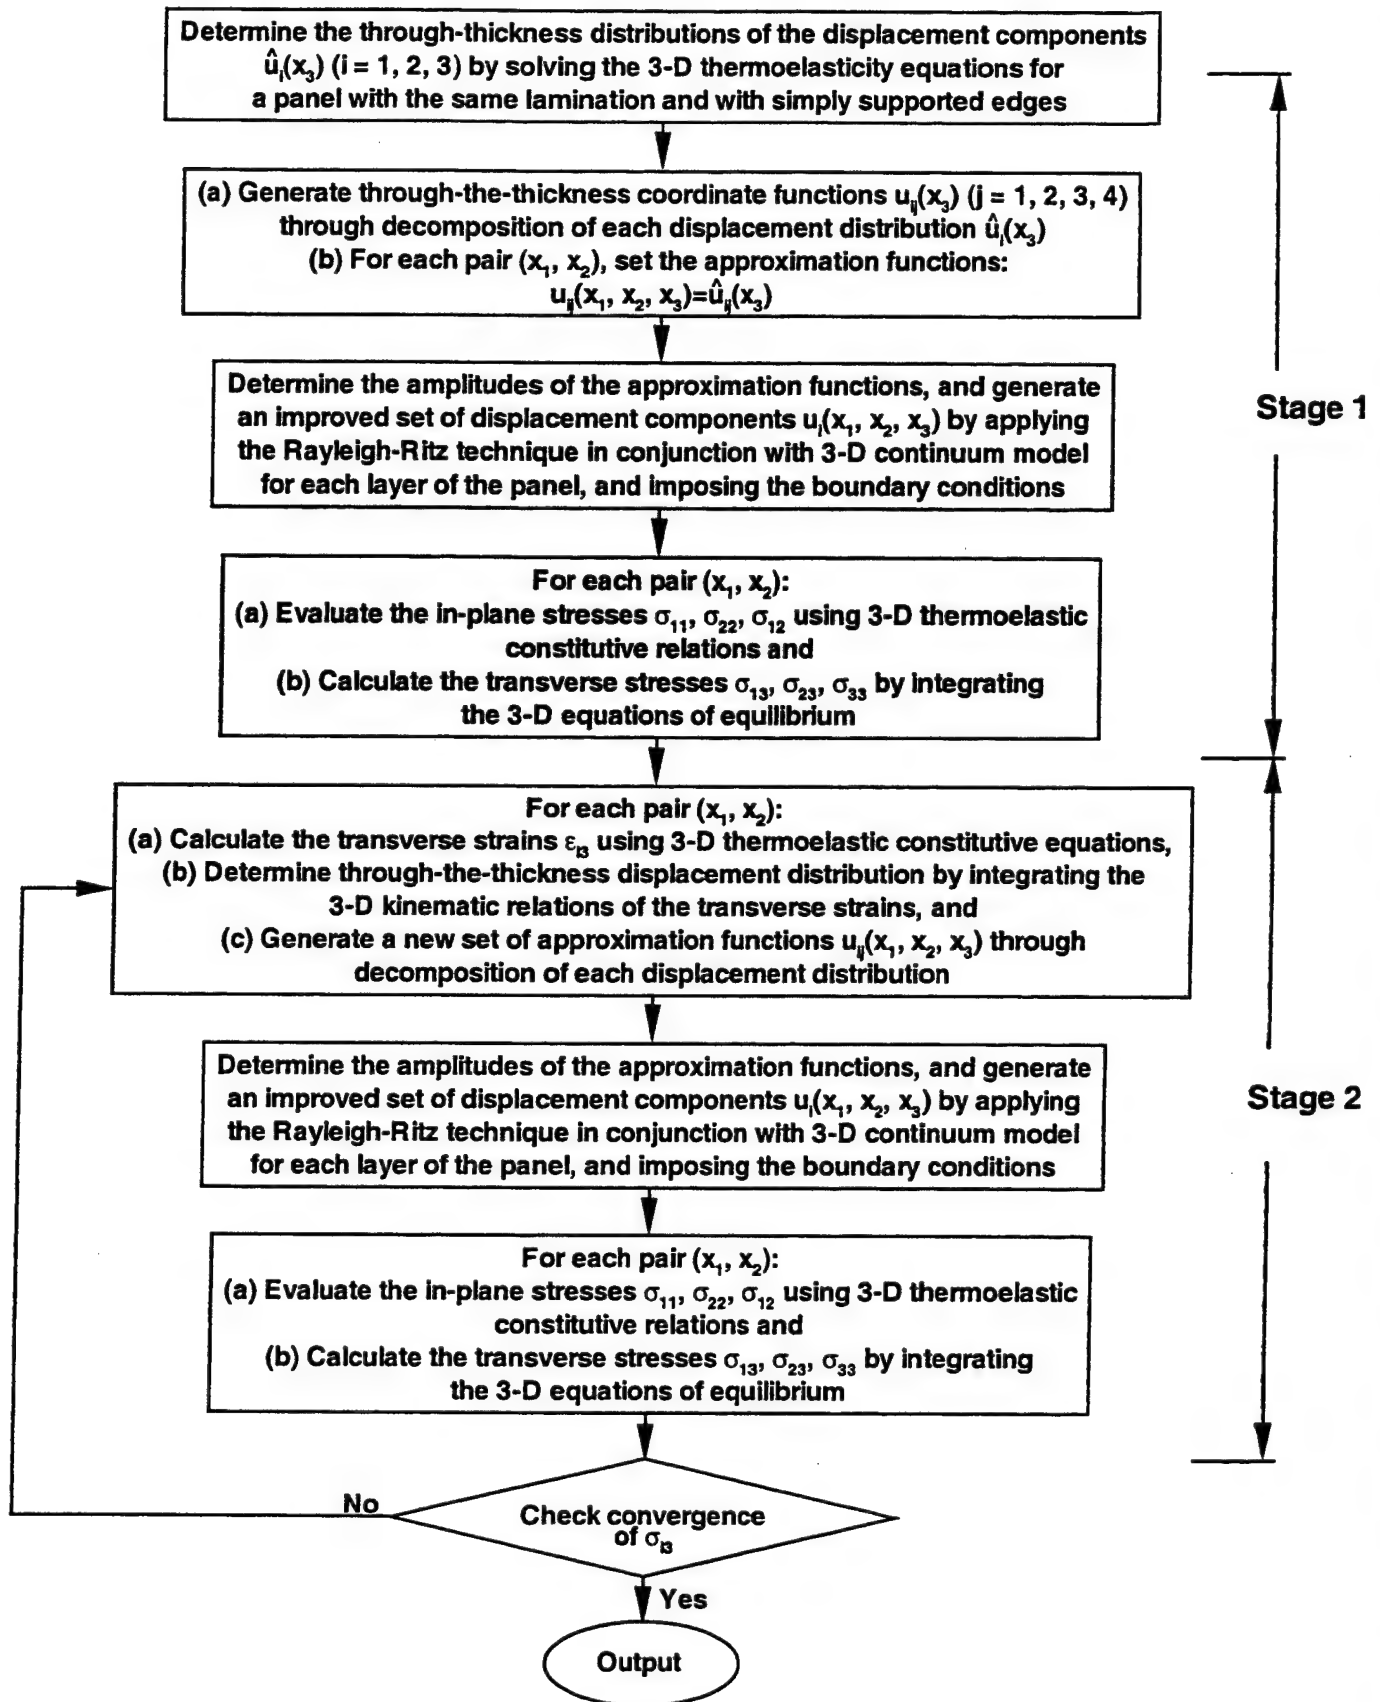 Determine the through-thickness distributions of the displacement components
û_i(x_3) (i = 1, 2, 3) by solving the 3-D thermoelasticity equations for
a panel with the same lamination and with simply supported edges
(a) Generate through-the-thickness coordinate functions u_ij(x_3) (j = 1, 2, 3, 4)
through decomposition of each displacement distribution û_i(x_3)
(b) For each pair (x_1, x_2), set the approximation functions:
u_ij(x_1, x_2, x_3)=û_ij(x_3)
Determine the amplitudes of the approximation functions, and generate
an improved set of displacement components u_i(x_1, x_2, x_3) by applying
the Rayleigh-Ritz technique in conjunction with 3-D continuum model
for each layer of the panel, and imposing the boundary conditions
Stage 1
For each pair (x_1, x_2):
(a) Evaluate the in-plane stresses σ_11, σ_22, σ_12 using 3-D thermoelastic
constitutive relations and
(b) Calculate the transverse stresses σ_13, σ_23, σ_33 by integrating
the 3-D equations of equilibrium
For each pair (x_1, x_2):
(a) Calculate the transverse strains ε_i3 using 3-D thermoelastic constitutive equations,
(b) Determine through-the-thickness displacement distribution by integrating the
3-D kinematic relations of the transverse strains, and
(c) Generate a new set of approximation functions u_ij(x_1, x_2, x_3) through
decomposition of each displacement distribution
Determine the amplitudes of the approximation functions, and generate
an improved set of displacement components u_i(x_1, x_2, x_3) by applying
the Rayleigh-Ritz technique in conjunction with 3-D continuum model
for each layer of the panel, and imposing the boundary conditions
Stage 2
For each pair (x_1, x_2):
(a) Evaluate the in-plane stresses σ_11, σ_22, σ_12 using 3-D thermoelastic
constitutive relations and
(b) Calculate the transverse stresses σ_13, σ_23, σ_33 by integrating
the 3-D equations of equilibrium
No
Check convergence
of σ_i3
Yes
Output